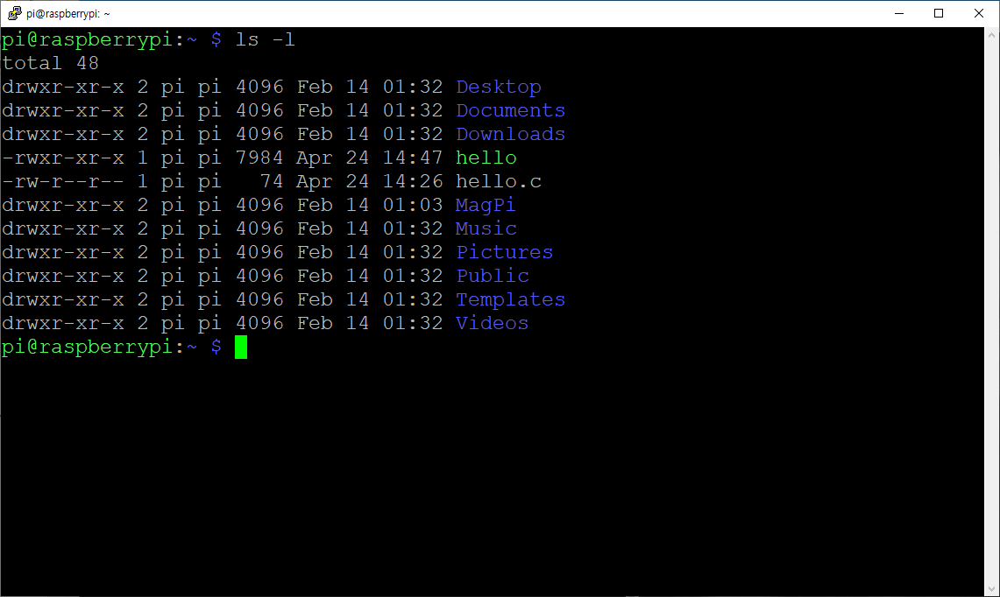 pi@raspberrypi: ~
pi@raspberrypi:~ $ ls -l
total 48
drwxr-xr-x 2 pi pi 4096 Feb 14 01:32 Desktop
drwxr-xr-x 2 pi pi 4096 Feb 14 01:32 Documents
drwxr-xr-x 2 pi pi 4096 Feb 14 01:32 Downloads
-rwxr-xr-x 1 pi pi 7984 Apr 24 14:47 hello
-rw-r--r-- 1 pi pi   74 Apr 24 14:26 hello.c
drwxr-xr-x 2 pi pi 4096 Feb 14 01:03 MagPi
drwxr-xr-x 2 pi pi 4096 Feb 14 01:32 Music
drwxr-xr-x 2 pi pi 4096 Feb 14 01:32 Pictures
drwxr-xr-x 2 pi pi 4096 Feb 14 01:32 Public
drwxr-xr-x 2 pi pi 4096 Feb 14 01:32 Templates
drwxr-xr-x 2 pi pi 4096 Feb 14 01:32 Videos
pi@raspberrypi:~ $